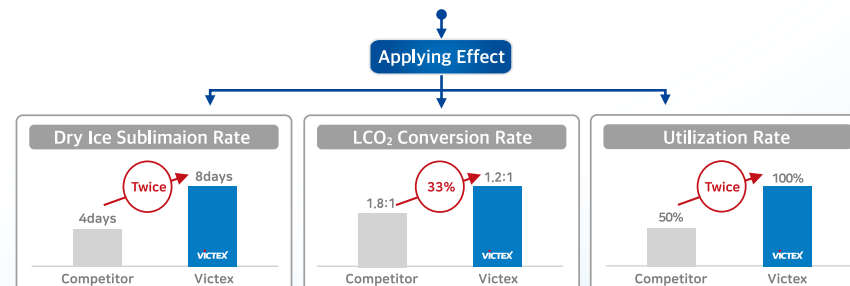 Applying Effect
Dry Ice Sublimaion Rate
Twice
8days
4days
VICTEX
Competitor
Victex
LCO₂ Conversion Rate
33%
1.2:1
1.8:1
VICTEX
Competitor
Victex
Utilization Rate
Twice
100%
50%
VICTEX
Competitor
Victex